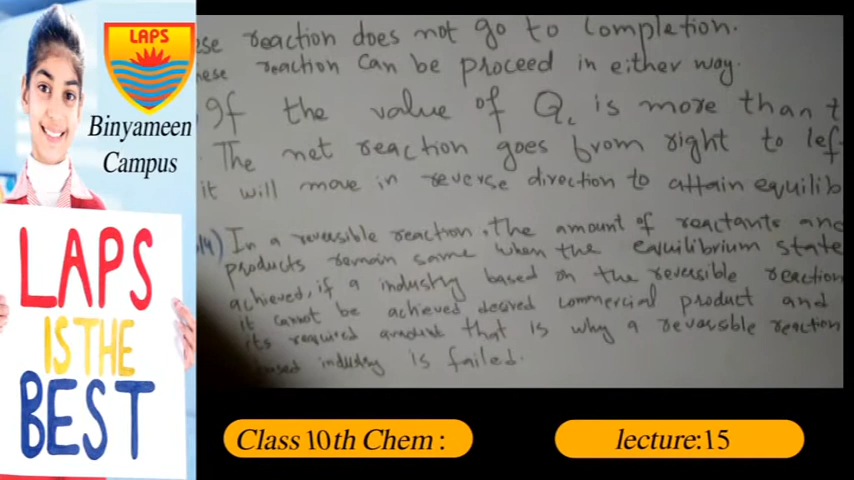 LAPS
Binyameen
Campus
LAPS
IS THE
BEST
ese reaction does not go to Completion.
hese reaction Can be proceed in either way.
If the value of Qc is more than t
The net reaction goes from right to lef
it will move in reverse direction to attain equilib
In a reversible reaction, the amount of reactants and
products remain same when the equilibrium state
achieved, if a industry based on the reversible reaction
it cannot be achieved desired commercial product and
its required amount that is why a reversible reaction
based industry is failed.
Class 10th Chem :
lecture:15